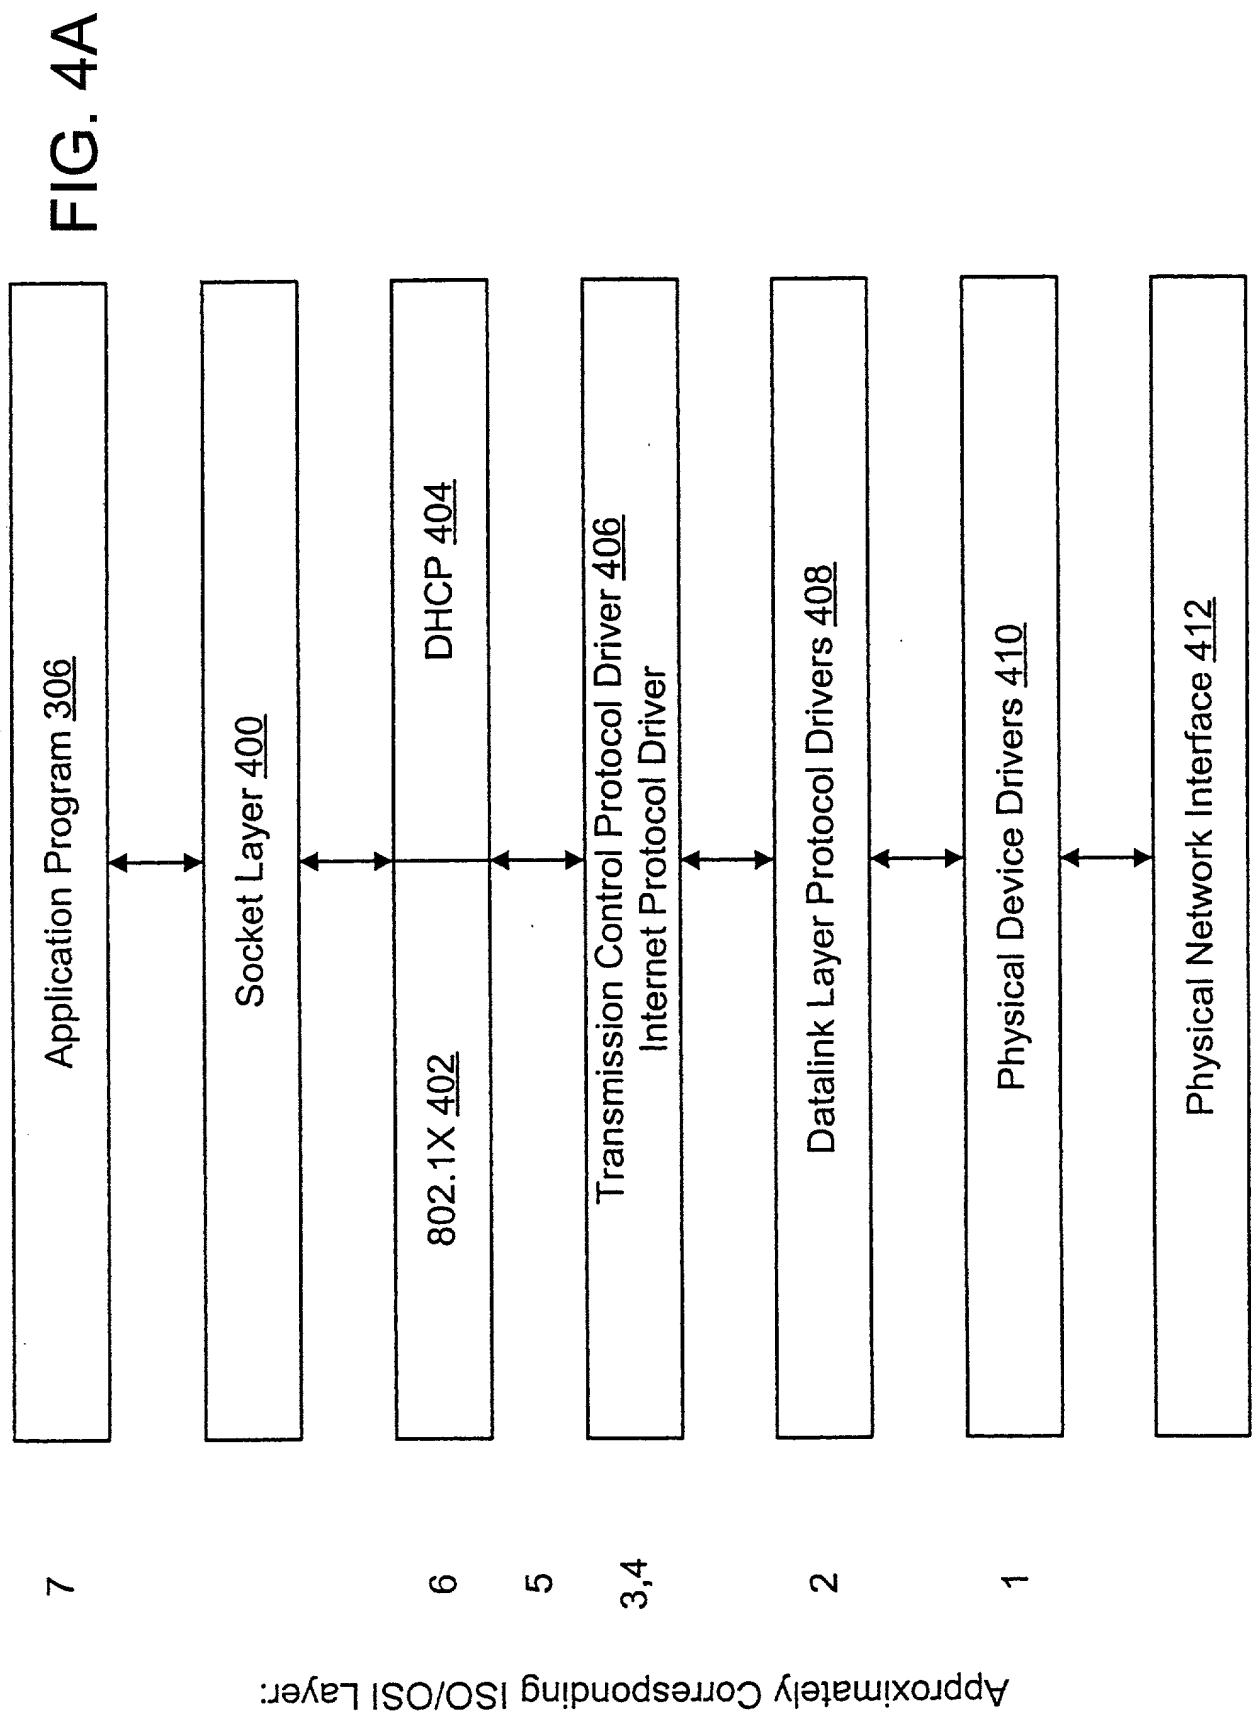 FIG. 4A
Approximately Corresponding ISO/OSI Layer:
7
Application Program 306
Socket Layer 400
6
802.1X 402
DHCP 404
5
3,4
Transmission Control Protocol Driver 406
Internet Protocol Driver
2
Datalink Layer Protocol Drivers 408
1
Physical Device Drivers 410
Physical Network Interface 412